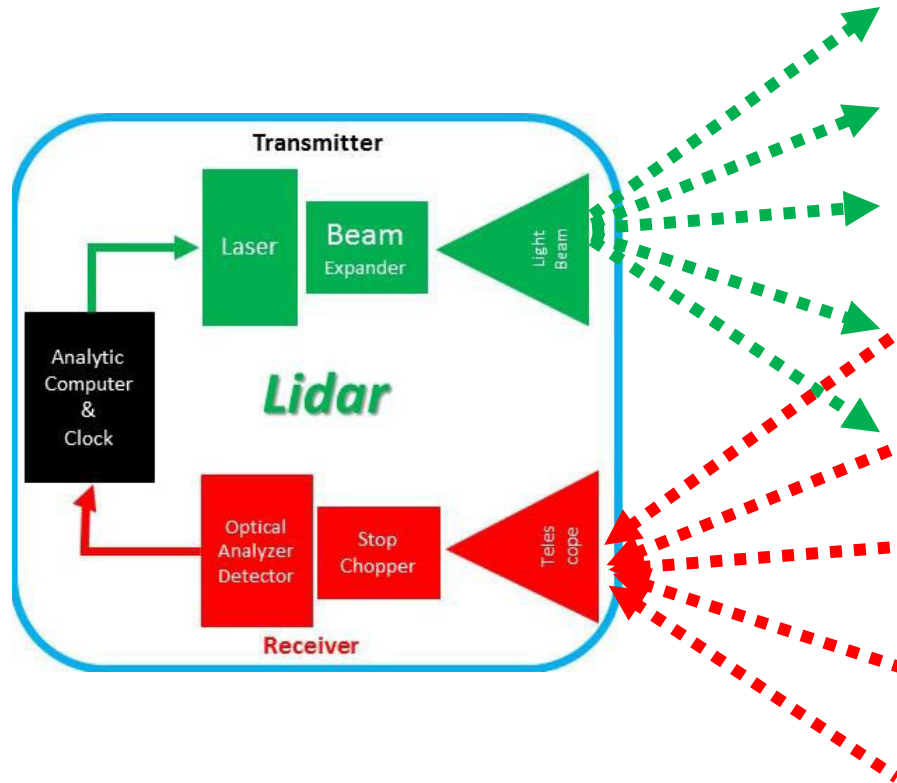 Transmitter
Laser
Beam
Expander
Light
Beam
Analytic
Computer
&
Clock
Lidar
Optical
Analyzer
Detector
Stop
Chopper
Teles
cope
Receiver